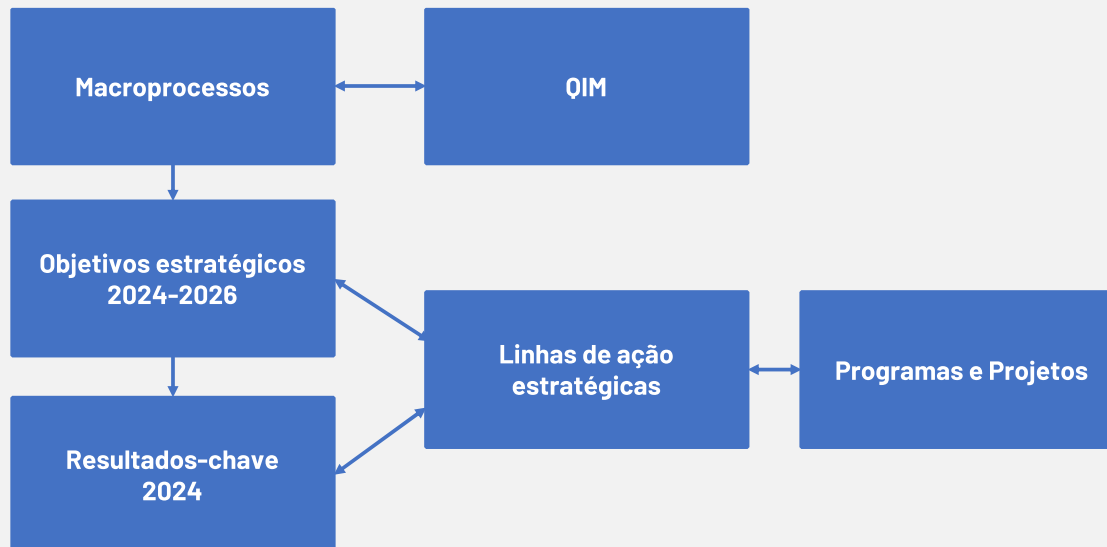 Macroprocessos
QIM
Objetivos estratégicos
2024-2026
Linhas de ação
estratégicas
Programas e Projetos
Resultados-chave
2024